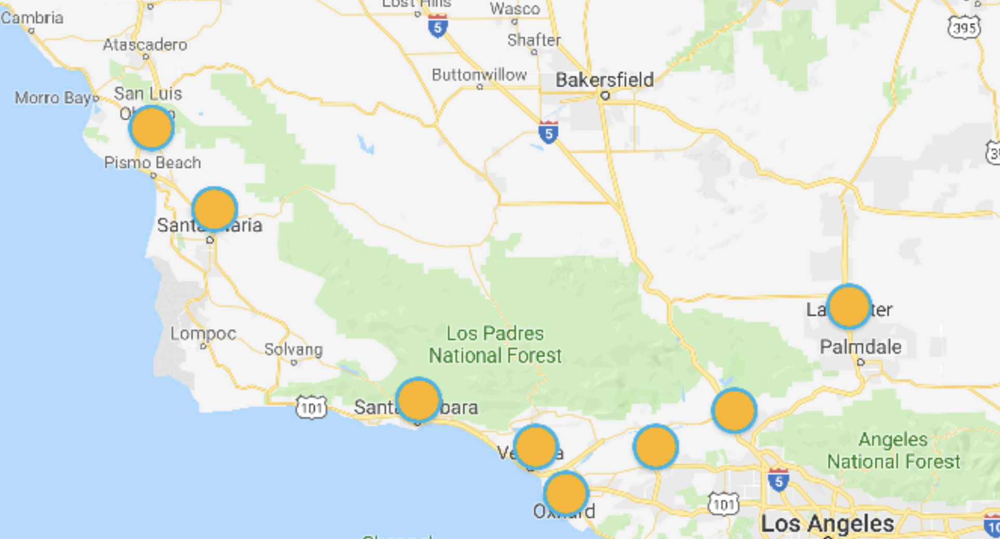 Lost Hills
Wasco
Cambria
5
395
Atascadero
Shafter
Buttonwillow
Bakersfield
Morro Bay
San Luis
5
Pismo Beach
Lompoc
Solvang
Los Padres
National Forest
Palmdale
101
Angeles
National Forest
5
101
Los Angeles
10